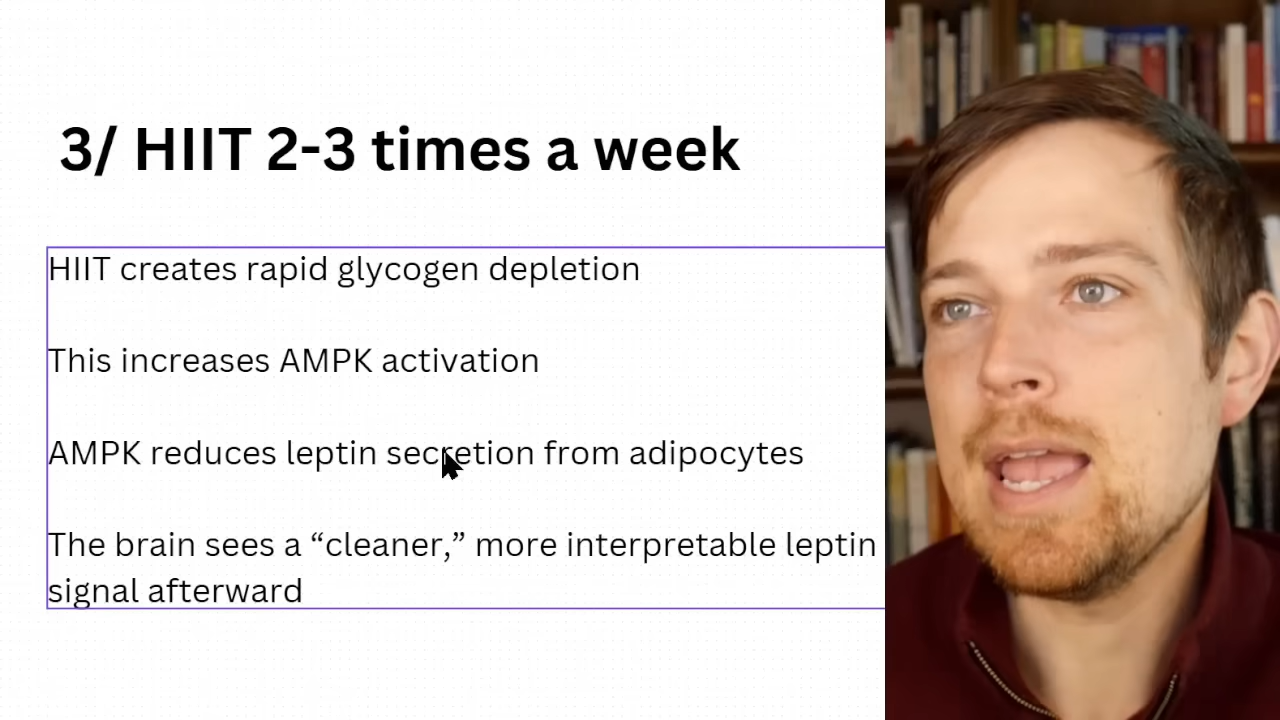 3/ HIIT 2-3 times a week
HIIT creates rapid glycogen depletion
This increases AMPK activation
AMPK reduces leptin secretion from adipocytes
The brain sees a “cleaner,” more interpretable leptin
signal afterward